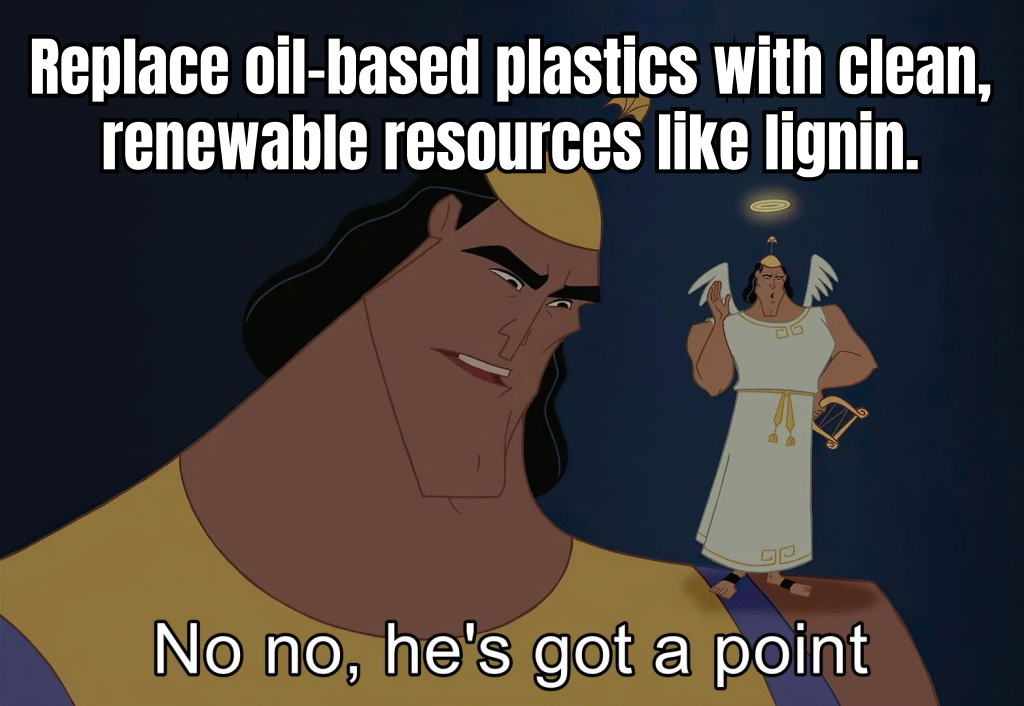 Replace oil-based plastics with clean,
renewable resources like lignin.
No no, he's got a point